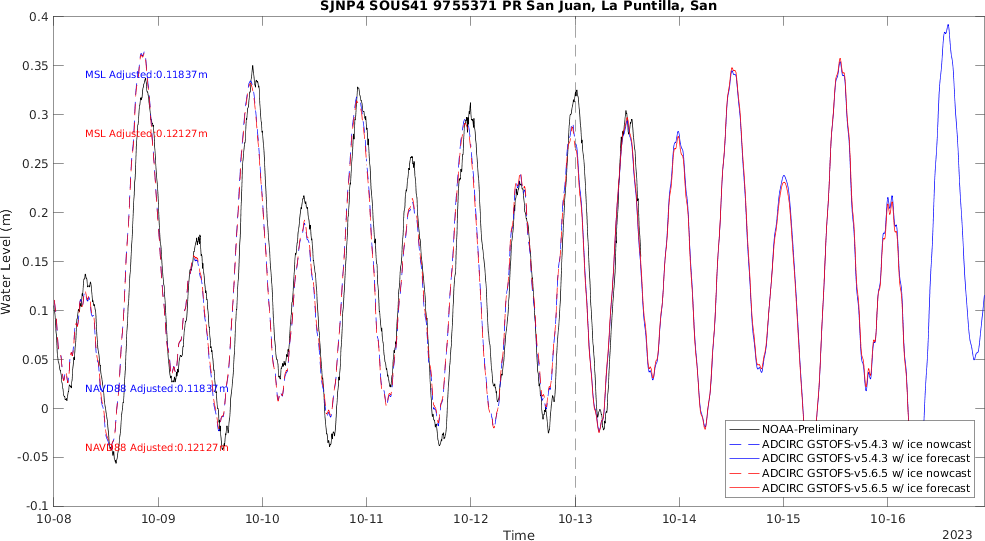 SJNP4 SOUS41 9755371 PR San Juan, La Puntilla, San
Water Level (m)
0.4
0.35
0.3
0.25
0.2
0.15
0.1
0.05
0
-0.05
-0.1
MSL Adjusted:0.11837m
MSL Adjusted:0.12127m
NAVD88 Adjusted:0.11837m
NAVD88 Adjusted:0.12127m
NOAA-Preliminary
ADCIRC GSTOFS-v5.4.3 w/ ice nowcast
ADCIRC GSTOFS-v5.4.3 w/ ice forecast
ADCIRC GSTOFS-v5.6.5 w/ ice nowcast
ADCIRC GSTOFS-v5.6.5 w/ ice forecast
10-08 10-09 10-10 10-11 10-12 10-13 10-14 10-15 10-16
Time
2023